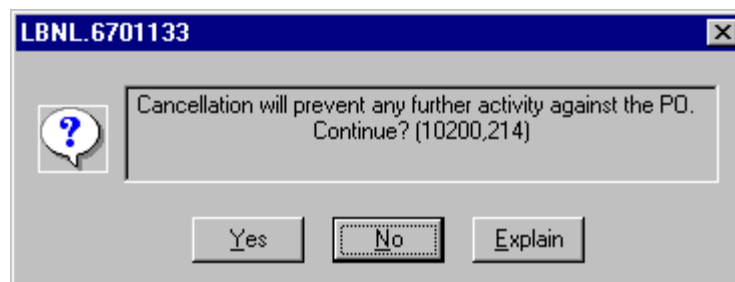 LBNL.6701133
Cancellation will prevent any further activity against the PO.
Continue? (10200,214)
?
Yes
No
Explain